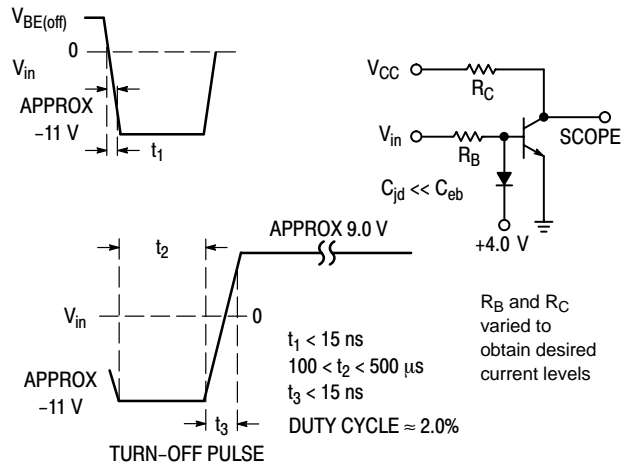 V_BE(off)
0
V_in
APPROX
−11 V
t_1
V_CC
R_C
SCOPE
V_in
R_B
C_jd << C_eb
+4.0 V
APPROX 9.0 V
t_2
V_in
0
APPROX
−11 V
t_3
TURN−OFF PULSE
t_1 < 15 ns
100 < t_2 < 500 μs
t_3 < 15 ns
DUTY CYCLE ≈ 2.0%
R_B and R_C
varied to
obtain desired
current levels